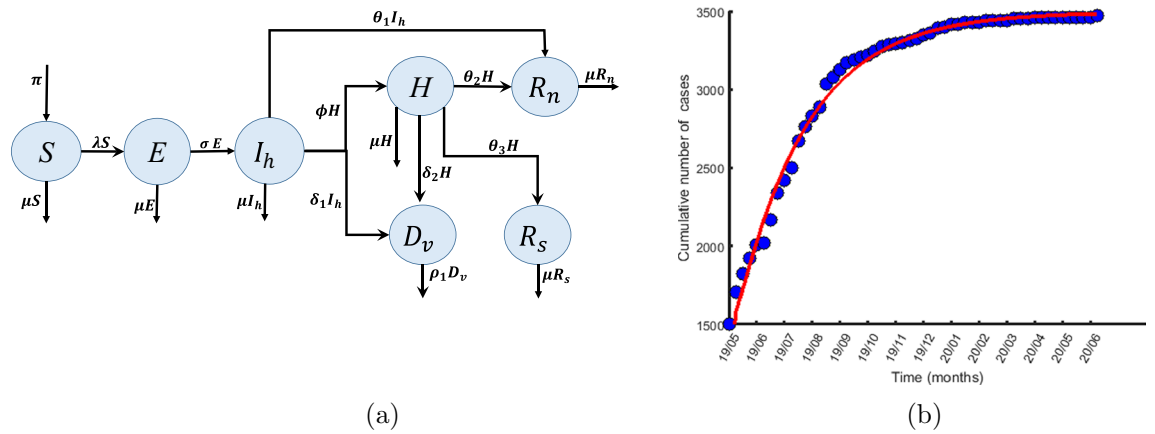 θ₁Iₕ
π
S
λS
E
σ E
Iₕ
ϕH
H
θ₂H
Rₙ
μRₙ
μH
θ₃H
δ₂H
μS
μE
μIₕ
δ₁Iₕ
Dᵥ
Rₛ
ρ₁Dᵥ
μRₛ
(a)
Cumulative number of cases
3500
3000
2500
2000
1500
19/05
19/06
19/07
19/08
19/09
19/10
19/11
19/12
20/01
20/02
20/03
20/04
20/05
20/06
Time (months)
(b)